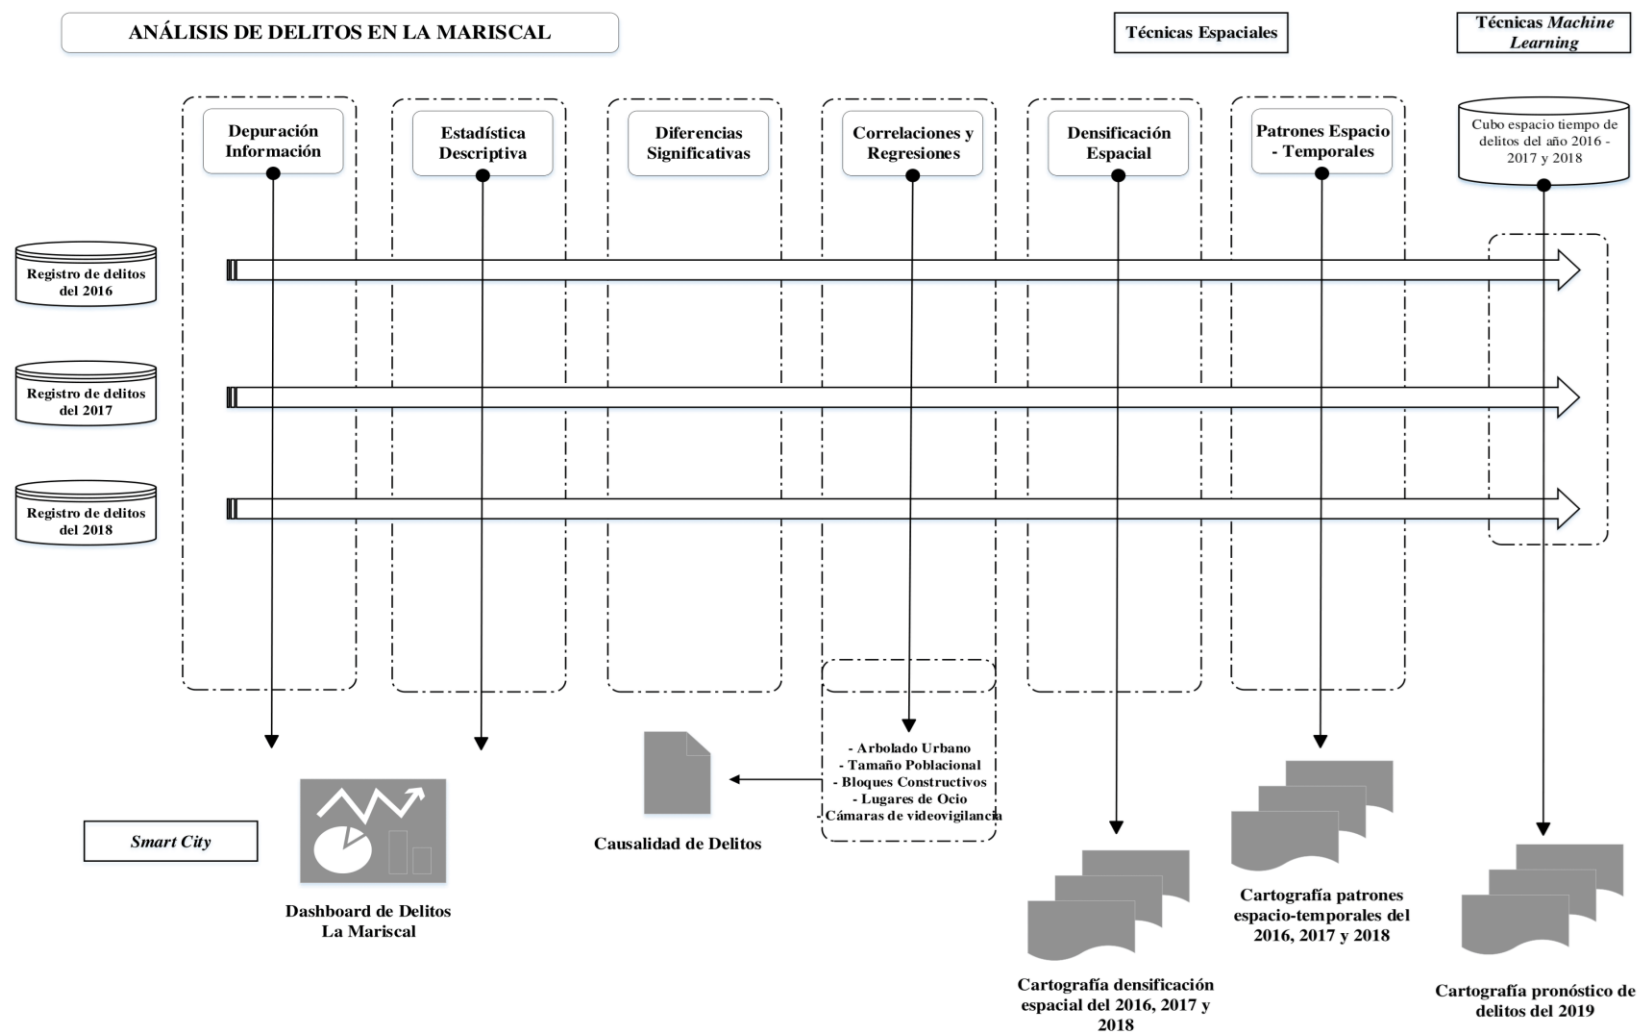 ANÁLISIS DE DELITOS EN LA MARISCAL
Técnicas Espaciales
Técnicas Machine
Learning
Depuración
Información
Estadística
Descriptiva
Diferencias
Significativas
Correlaciones y
Regresiones
Densificación
Espacial
Patrones Espacio
- Temporales
Cubo espacio tiempo de
delitos del año 2016 -
2017 y 2018
Registro de delitos
del 2016
Registro de delitos
del 2017
Registro de delitos
del 2018
- Arbolado Urbano
- Tamaño Poblacional
- Bloques Constructivos
- Lugares de Ocio
- Cámaras de videovigilancia
Smart City
Causalidad de Delitos
Dashboard de Delitos
La Mariscal
Cartografía densificación
espacial del 2016, 2017 y
2018
Cartografía patrones
espacio-temporales del
2016, 2017 y 2018
Cartografía pronóstico de
delitos del 2019